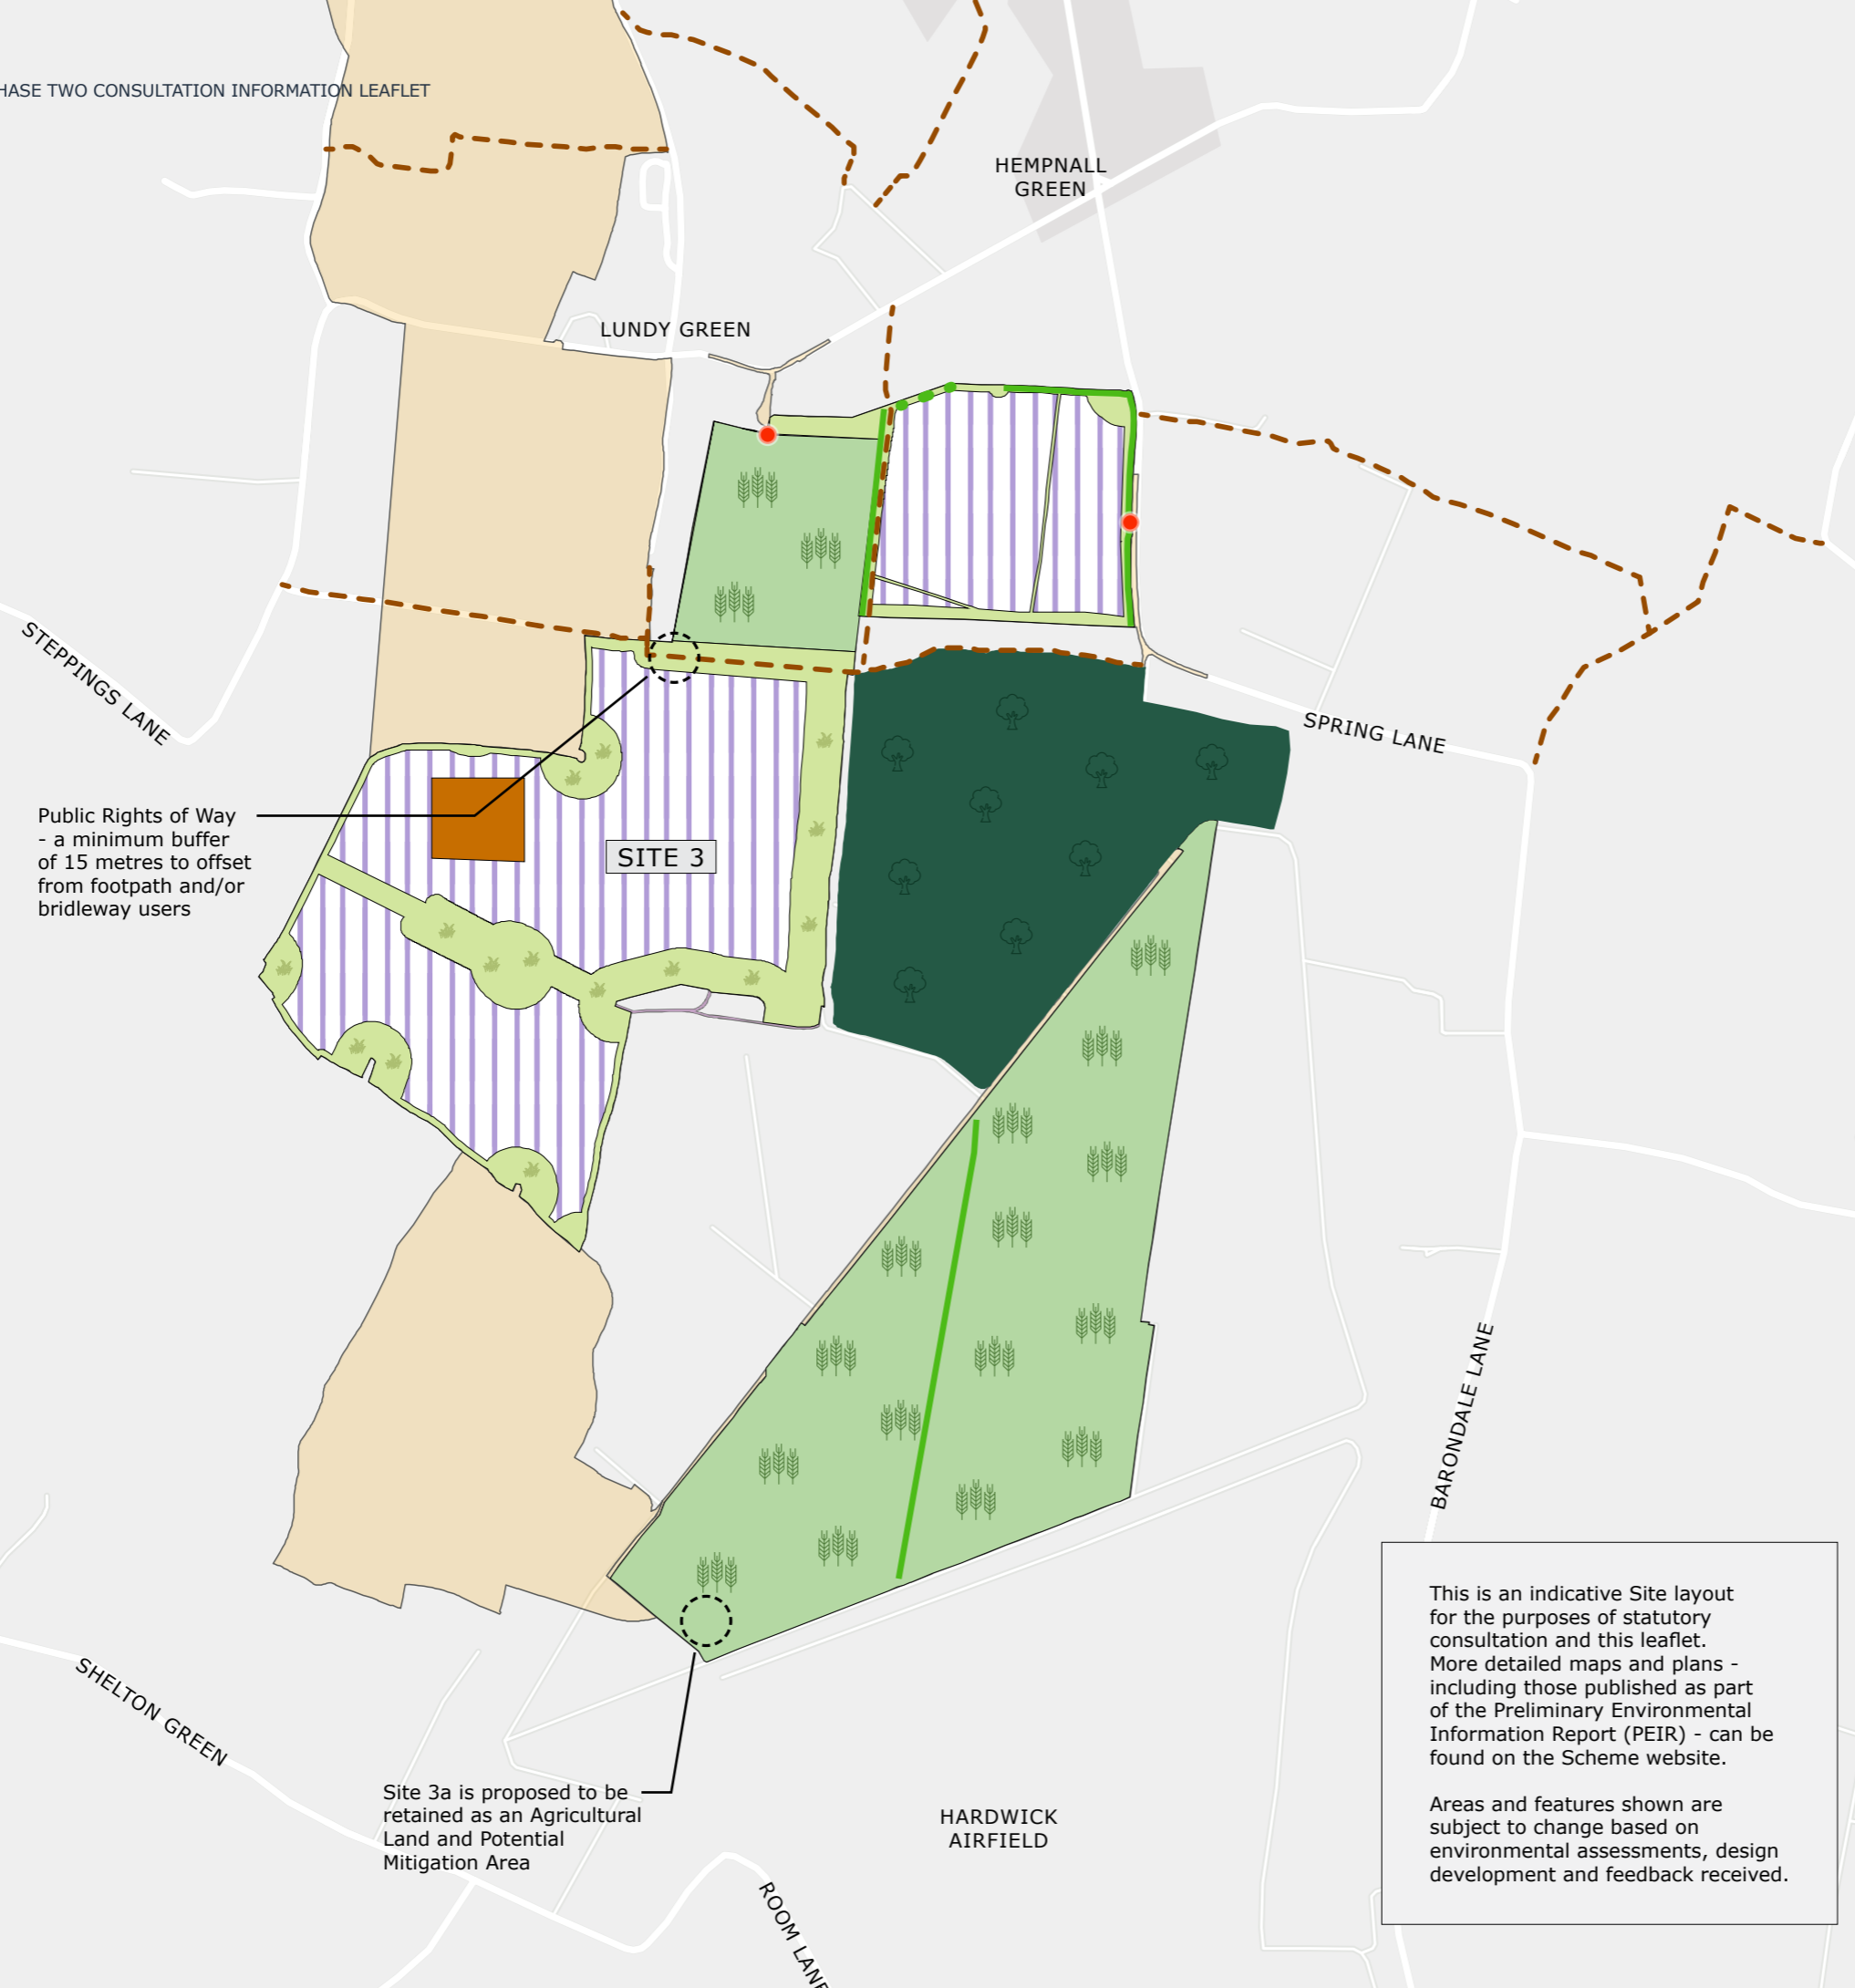 HASE TWO CONSULTATION INFORMATION LEAFLET
HEMPNALL
GREEN
LUNDY GREEN
STEPPINGS LANE
SPRING LANE
Public Rights of Way
- a minimum buffer
of 15 metres to offset
from footpath and/or
bridleway users
SITE 3
BARONDALE LANE
SHELTON GREEN
Site 3a is proposed to be
retained as an Agricultural
Land and Potential
Mitigation Area
HARDWICK
AIRFIELD
ROOM LANE
This is an indicative Site layout
for the purposes of statutory
consultation and this leaflet.
More detailed maps and plans -
including those published as part
of the Preliminary Environmental
Information Report (PEIR) - can be
found on the Scheme website.
Areas and features shown are
subject to change based on
environmental assessments, design
development and feedback received.